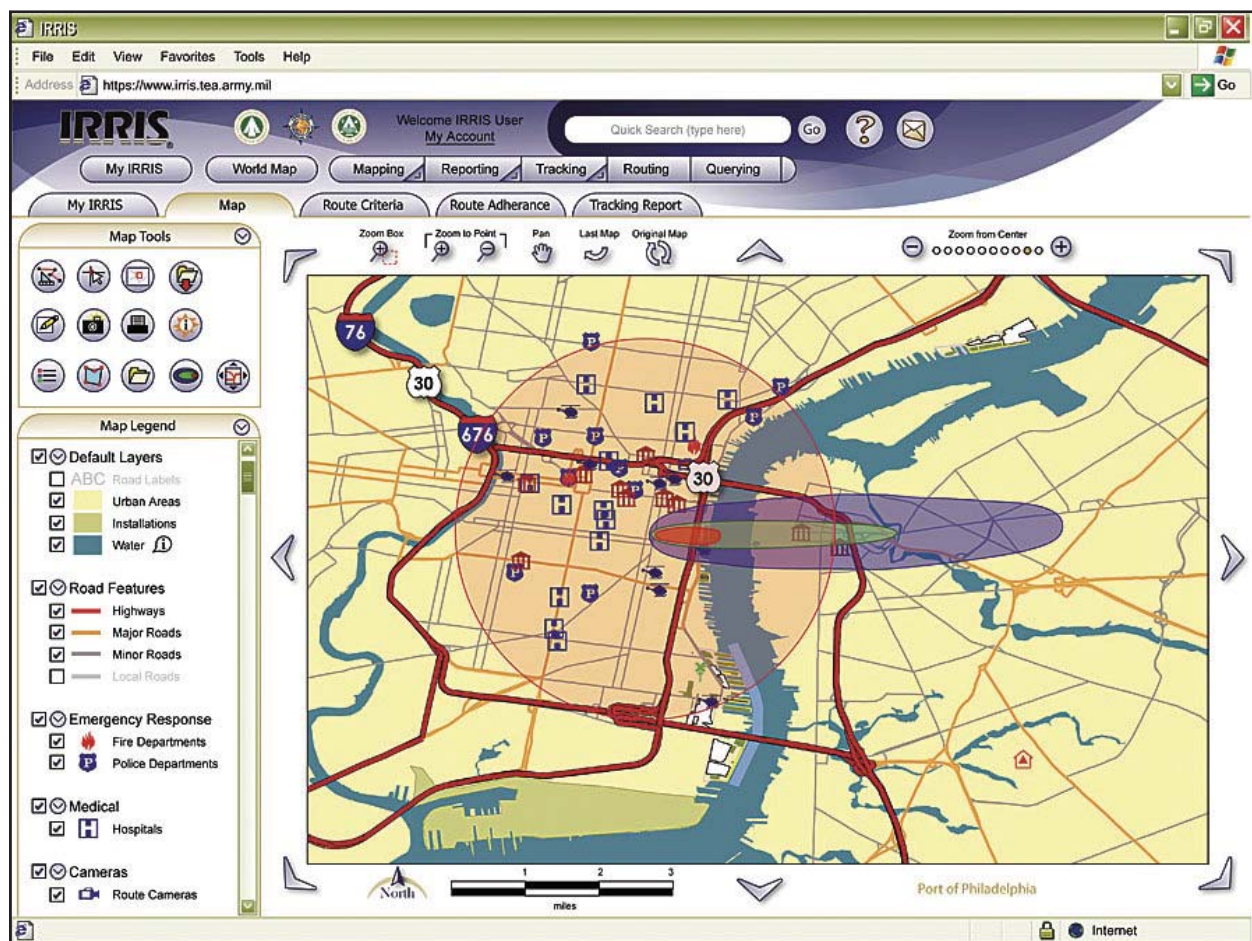 IRRIS
File Edit View Favorites Tools Help
Address https://www.irris.tea.army.mil Go
IRRIS
Welcome IRRIS User
My Account
Quick Search (type here) Go ?
My IRRIS World Map Mapping Reporting Tracking Routing Querying
My IRRIS Map Route Criteria Route Adherance Tracking Report
Map Tools
Zoom Box Zoom to Point Pan Last Map Original Map Zoom from Center
76
30
676
30
Map Legend
Default Layers
ABC Road Labels
Urban Areas
Installations
Water
Road Features
Highways
Major Roads
Minor Roads
Local Roads
Emergency Response
Fire Departments
P Police Departments
Medical
H Hospitals
Cameras
Route Cameras
North
1 2 3
miles
Port of Philadelphia
Internet